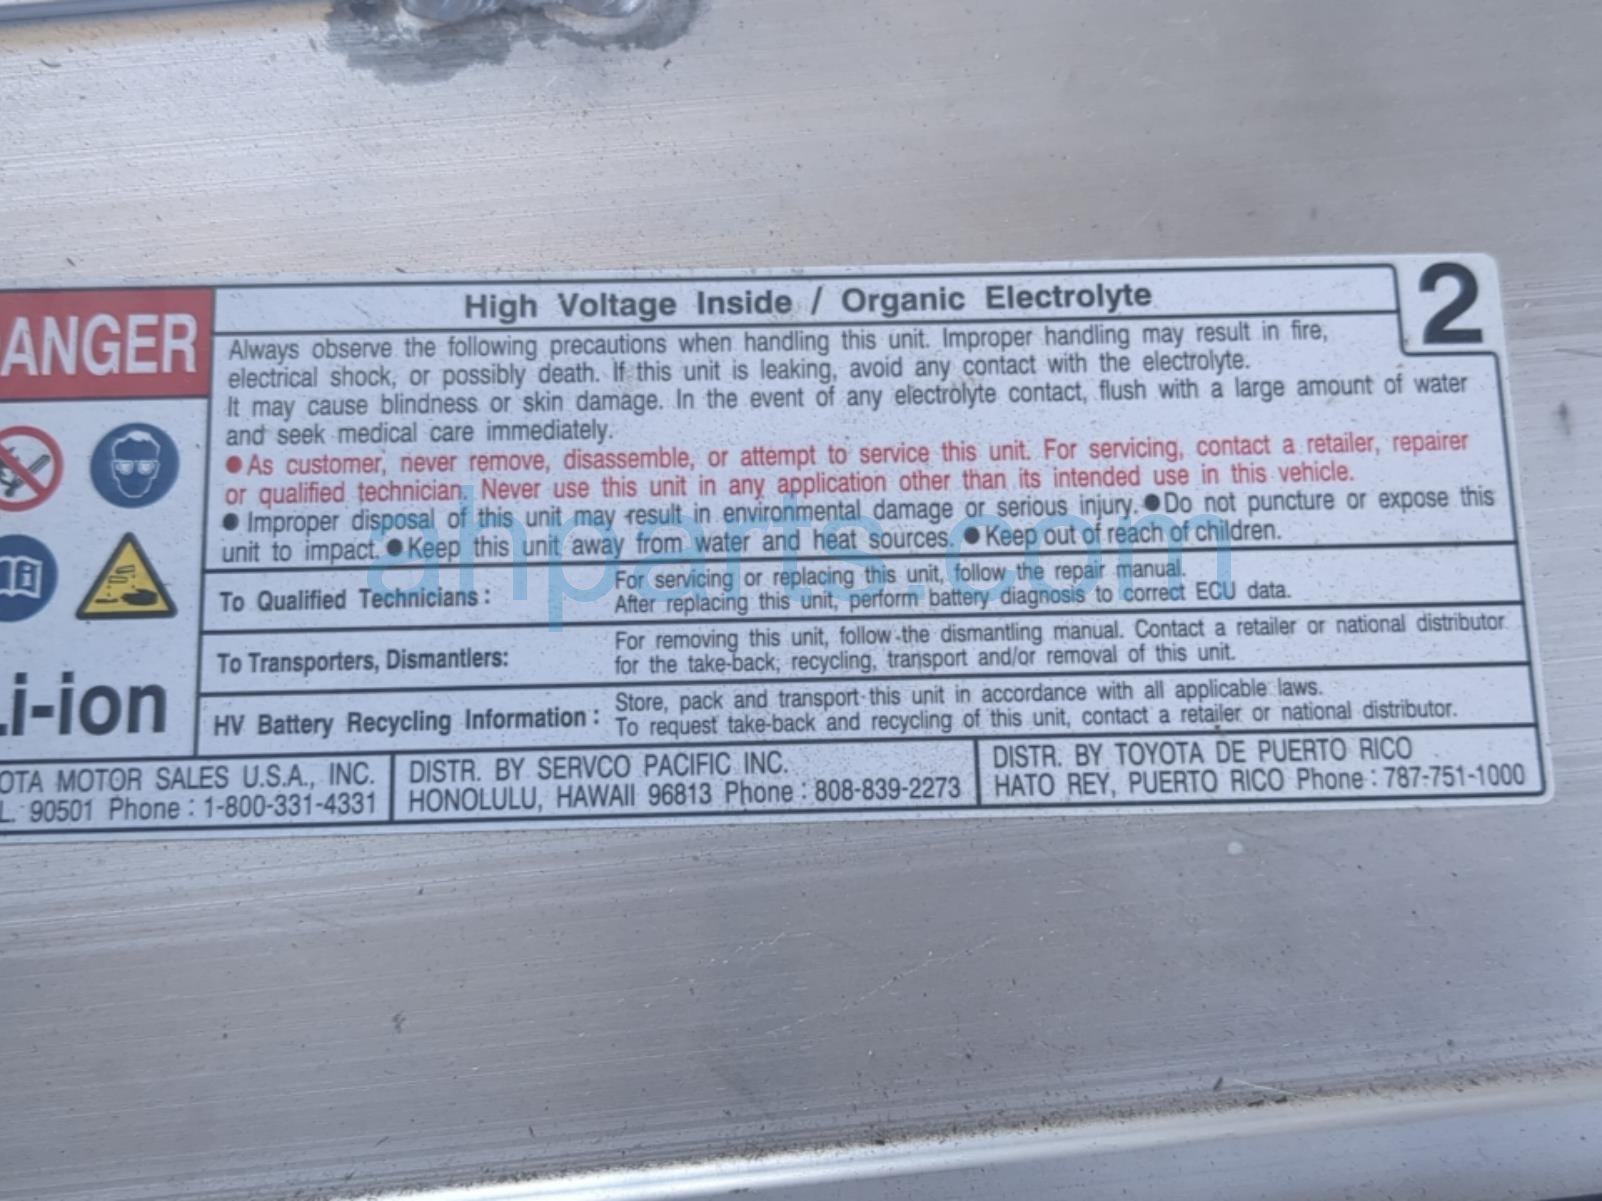 High Voltage Inside / Organic Electrolyte
2
ANGER
Always observe the following precautions when handling this unit. Improper handling may result in fire,
electrical shock, or possibly death. If this unit is leaking, avoid any contact with the electrolyte.
It may cause blindness or skin damage. In the event of any electrolyte contact, flush with a large amount of water
and seek medical care immediately.
●As customer, never remove, disassemble, or attempt to service this unit. For servicing, contact a retailer, repairer
or qualified technician. Never use this unit in any application other than its intended use in this vehicle.
● Improper disposal of this unit may result in environmental damage or serious injury. ●Do not puncture or expose this
unit to impact. ●Keep this unit away from water and heat sources. ●Keep out of reach of children.
ahparts.com
To Qualified Technicians :
For servicing or replacing this unit, follow the repair manual.
After replacing this unit, perform battery diagnosis to correct ECU data.
To Transporters, Dismantlers:
For removing this unit, follow the dismantling manual. Contact a retailer or national distributor
for the take-back, recycling, transport and/or removal of this unit.
Li-ion
HV Battery Recycling Information :
Store, pack and transport this unit in accordance with all applicable laws.
To request take-back and recycling of this unit, contact a retailer or national distributor.
OTA MOTOR SALES U.S.A., INC.
L. 90501 Phone : 1-800-331-4331
DISTR. BY SERVCO PACIFIC INC.
HONOLULU, HAWAII 96813 Phone : 808-839-2273
DISTR. BY TOYOTA DE PUERTO RICO
HATO REY, PUERTO RICO Phone : 787-751-1000